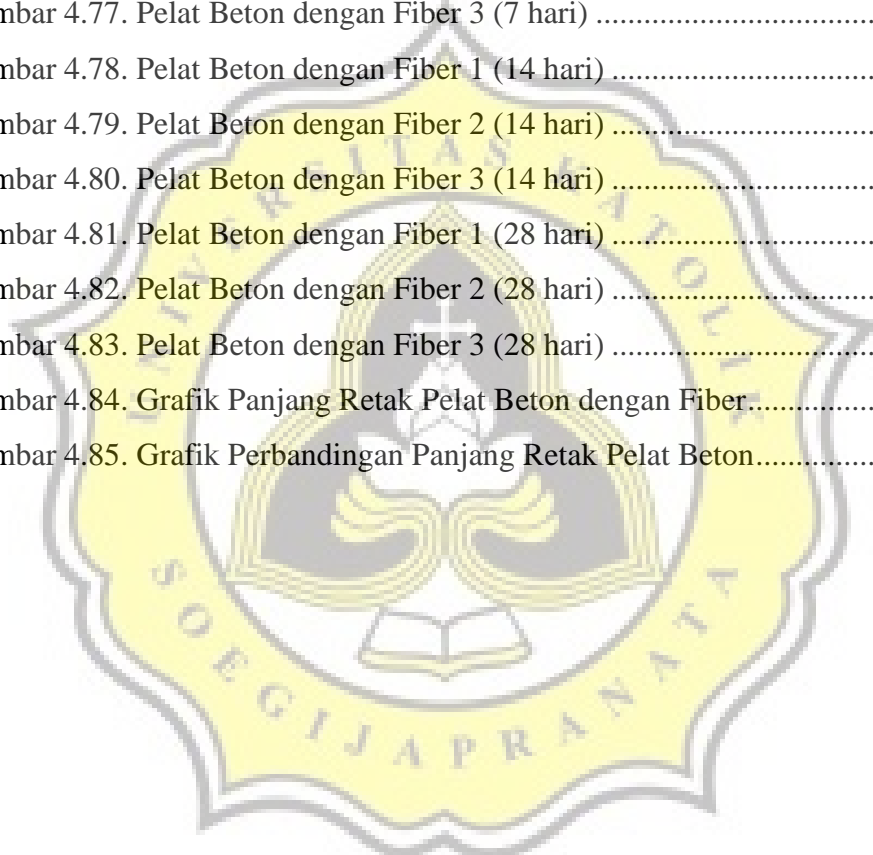 mbar 4.77. Pelat Beton dengan Fiber 3 (7 hari) ..................................
mbar 4.78. Pelat Beton dengan Fiber 1 (14 hari) ................................
mbar 4.79. Pelat Beton dengan Fiber 2 (14 hari) ................................
mbar 4.80. Pelat Beton dengan Fiber 3 (14 hari) ................................
mbar 4.81. Pelat Beton dengan Fiber 1 (28 hari) ................................
mbar 4.82. Pelat Beton dengan Fiber 2 (28 hari) ................................
mbar 4.83. Pelat Beton dengan Fiber 3 (28 hari) ................................
mbar 4.84. Grafik Panjang Retak Pelat Beton dengan Fiber................
mbar 4.85. Grafik Perbandingan Panjang Retak Pelat Beton...............
UNIVERSITAS KATOLIK
SOEGIJAPRANATA